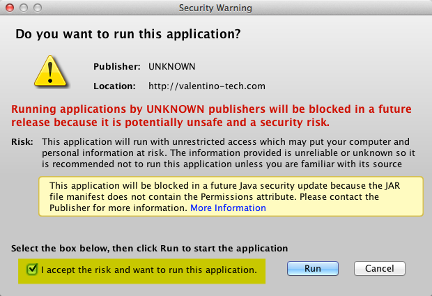 Security Warning
Do you want to run this application?
Publisher: UNKNOWN
Location: http://valentino-tech.com
Running applications by UNKNOWN publishers will be blocked in a future
release because it is potentially unsafe and a security risk.
Risk: This application will run with unrestricted access which may put your computer and
personal information at risk. The information provided is unreliable or unknown so it
is recommended not to run this application unless you are familiar with its source
This application will be blocked in a future Java security update because the JAR
file manifest does not contain the Permissions attribute. Please contact the
Publisher for more information. More Information
Select the box below, then click Run to start the application
I accept the risk and want to run this application.
Run Cancel